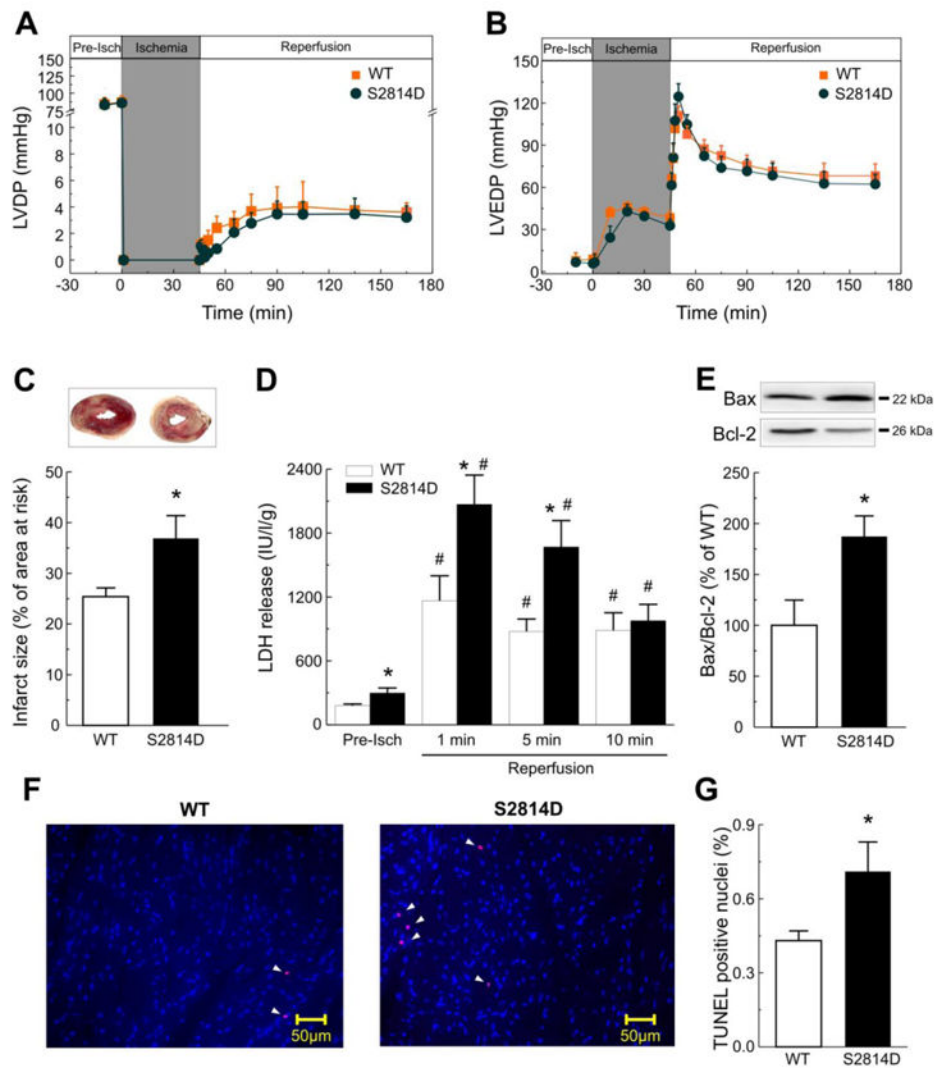 A
Pre-Isch Ischemia Reperfusion
150
125
100
75
10
8
6
4
2
0
LVDP (mmHg)
WT
S2814D
-30 0 30 60 90 120 150 180
Time (min)
B
Pre-Isch Ischemia Reperfusion
150
120
90
60
30
0
LVEDP (mmHg)
WT
S2814D
-30 0 30 60 90 120 150 180
Time (min)
C
50
40
30
20
10
0
Infarct size (% of area at risk)
*
WT S2814D
D
2400
1800
1200
600
0
LDH release (IU/l/g)
WT
S2814D
* # * #
# # # #
*
Pre-Isch 1 min 5 min 10 min
Reperfusion
E
Bax 22 kDa
Bcl-2 26 kDa
250
200
150
100
50
0
Bax/Bcl-2 (% of WT)
*
WT S2814D
F
WT S2814D
50µm 50µm
G
0.9
0.6
0.3
0.0
TUNEL positive nuclei (%)
*
WT S2814D